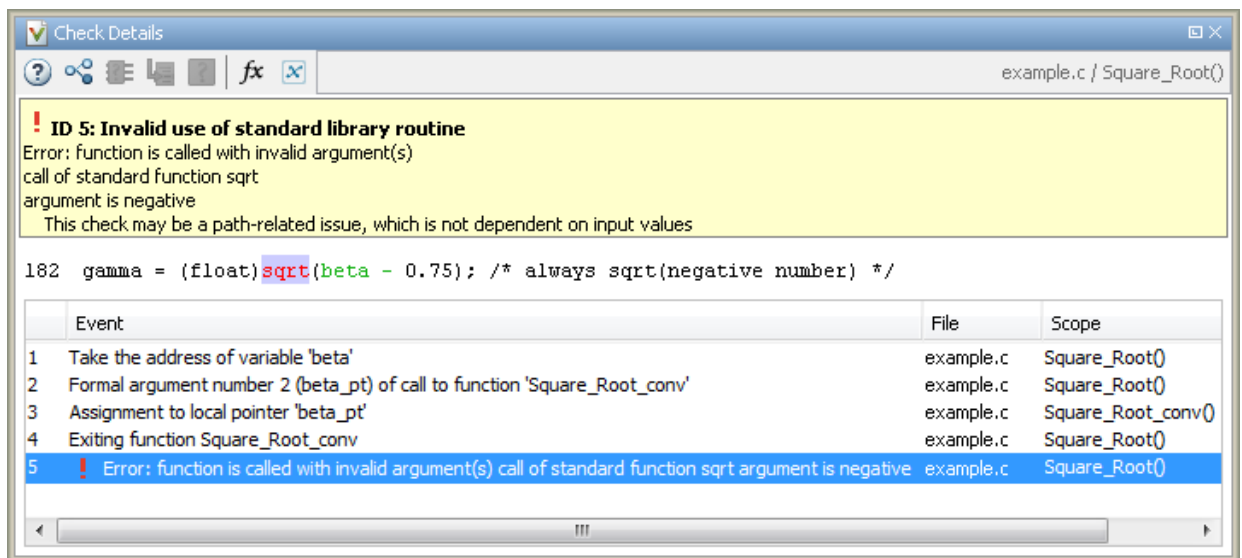 Check Details
fx x example.c / Square_Root()
! ID 5: Invalid use of standard library routine
Error: function is called with invalid argument(s)
call of standard function sqrt
argument is negative
This check may be a path-related issue, which is not dependent on input values
182 gamma = (float)sqrt(beta - 0.75); /* always sqrt(negative number) */
Event File Scope
1 Take the address of variable 'beta' example.c Square_Root()
2 Formal argument number 2 (beta_pt) of call to function 'Square_Root_conv' example.c Square_Root()
3 Assignment to local pointer 'beta_pt' example.c Square_Root_conv()
4 Exiting function Square_Root_conv example.c Square_Root()
5 ! Error: function is called with invalid argument(s) call of standard function sqrt argument is negative example.c Square_Root()